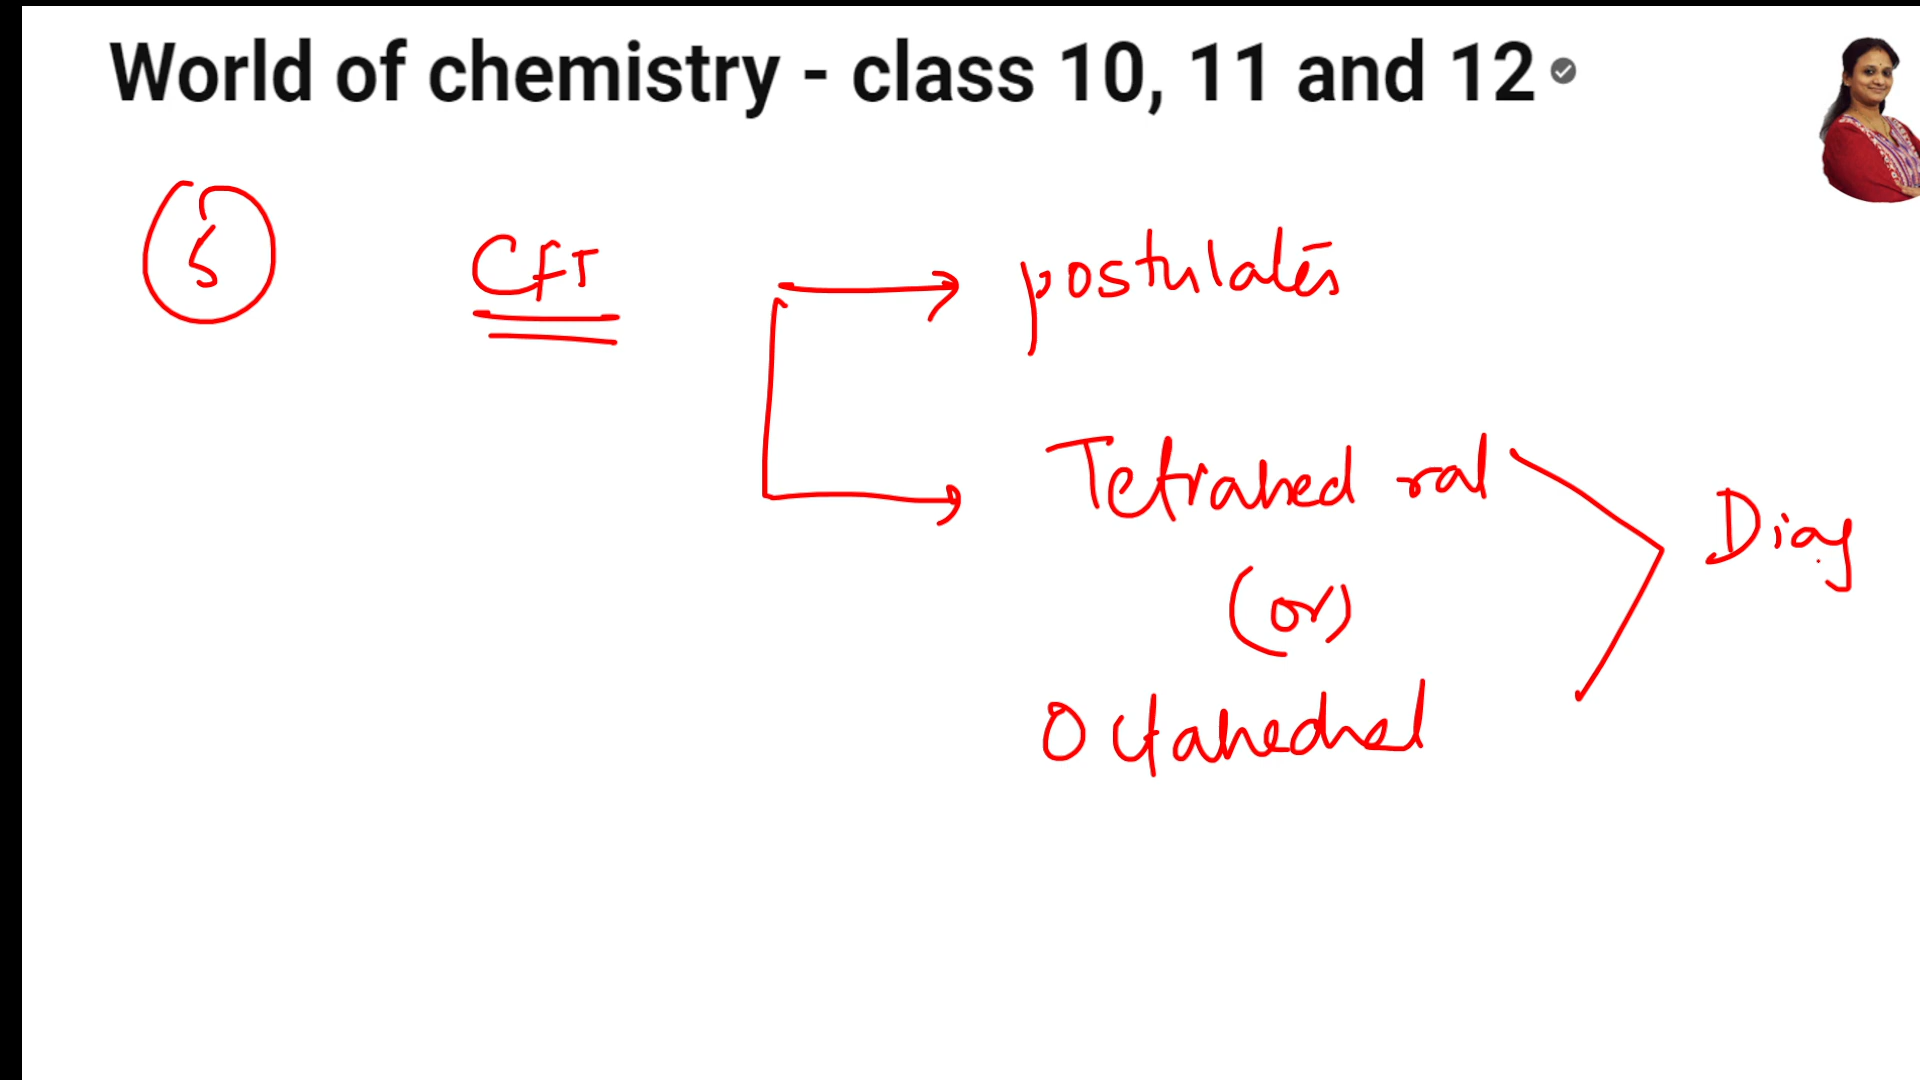 World of chemistry - class 10, 11 and 12
5 CFT postulates
Tetrahedral
Diag
(or)
Octahedral